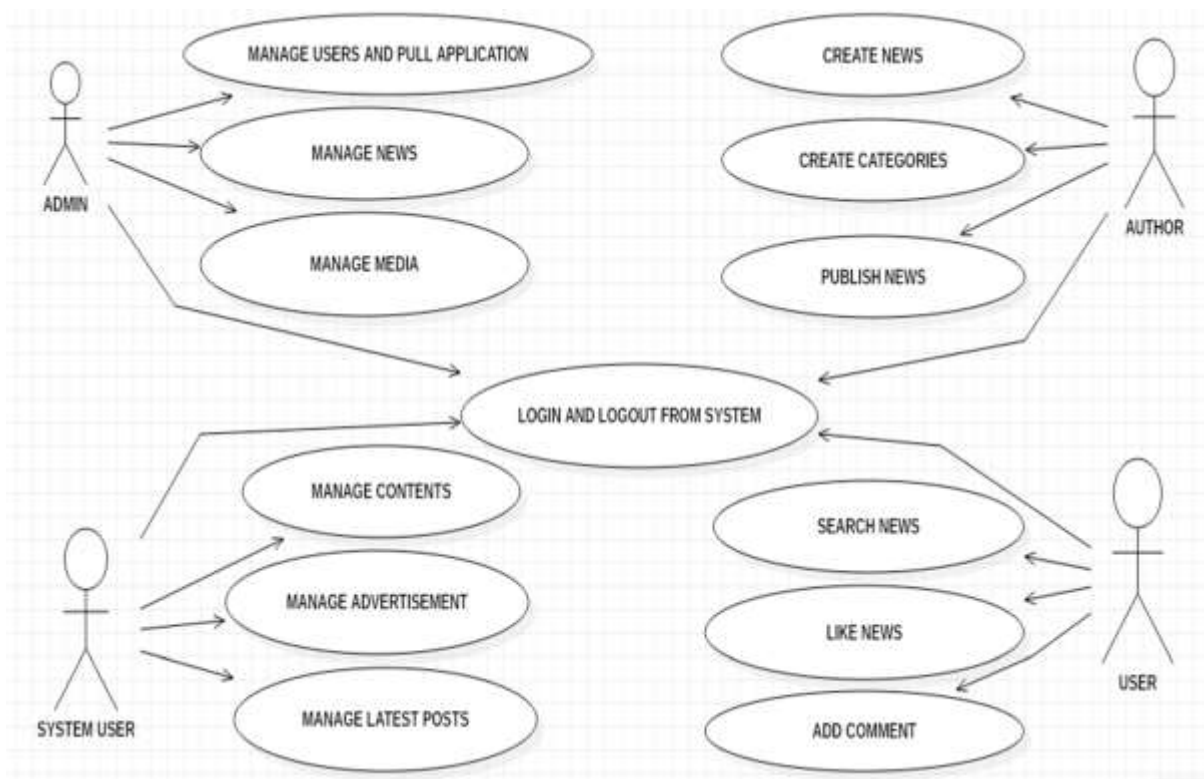 MANAGE USERS AND PULL APPLICATION
CREATE NEWS
MANAGE NEWS
CREATE CATEGORIES
ADMIN
AUTHOR
MANAGE MEDIA
PUBLISH NEWS
LOGIN AND LOGOUT FROM SYSTEM
MANAGE CONTENTS
SEARCH NEWS
MANAGE ADVERTISEMENT
LIKE NEWS
USER
MANAGE LATEST POSTS
SYSTEM USER
ADD COMMENT